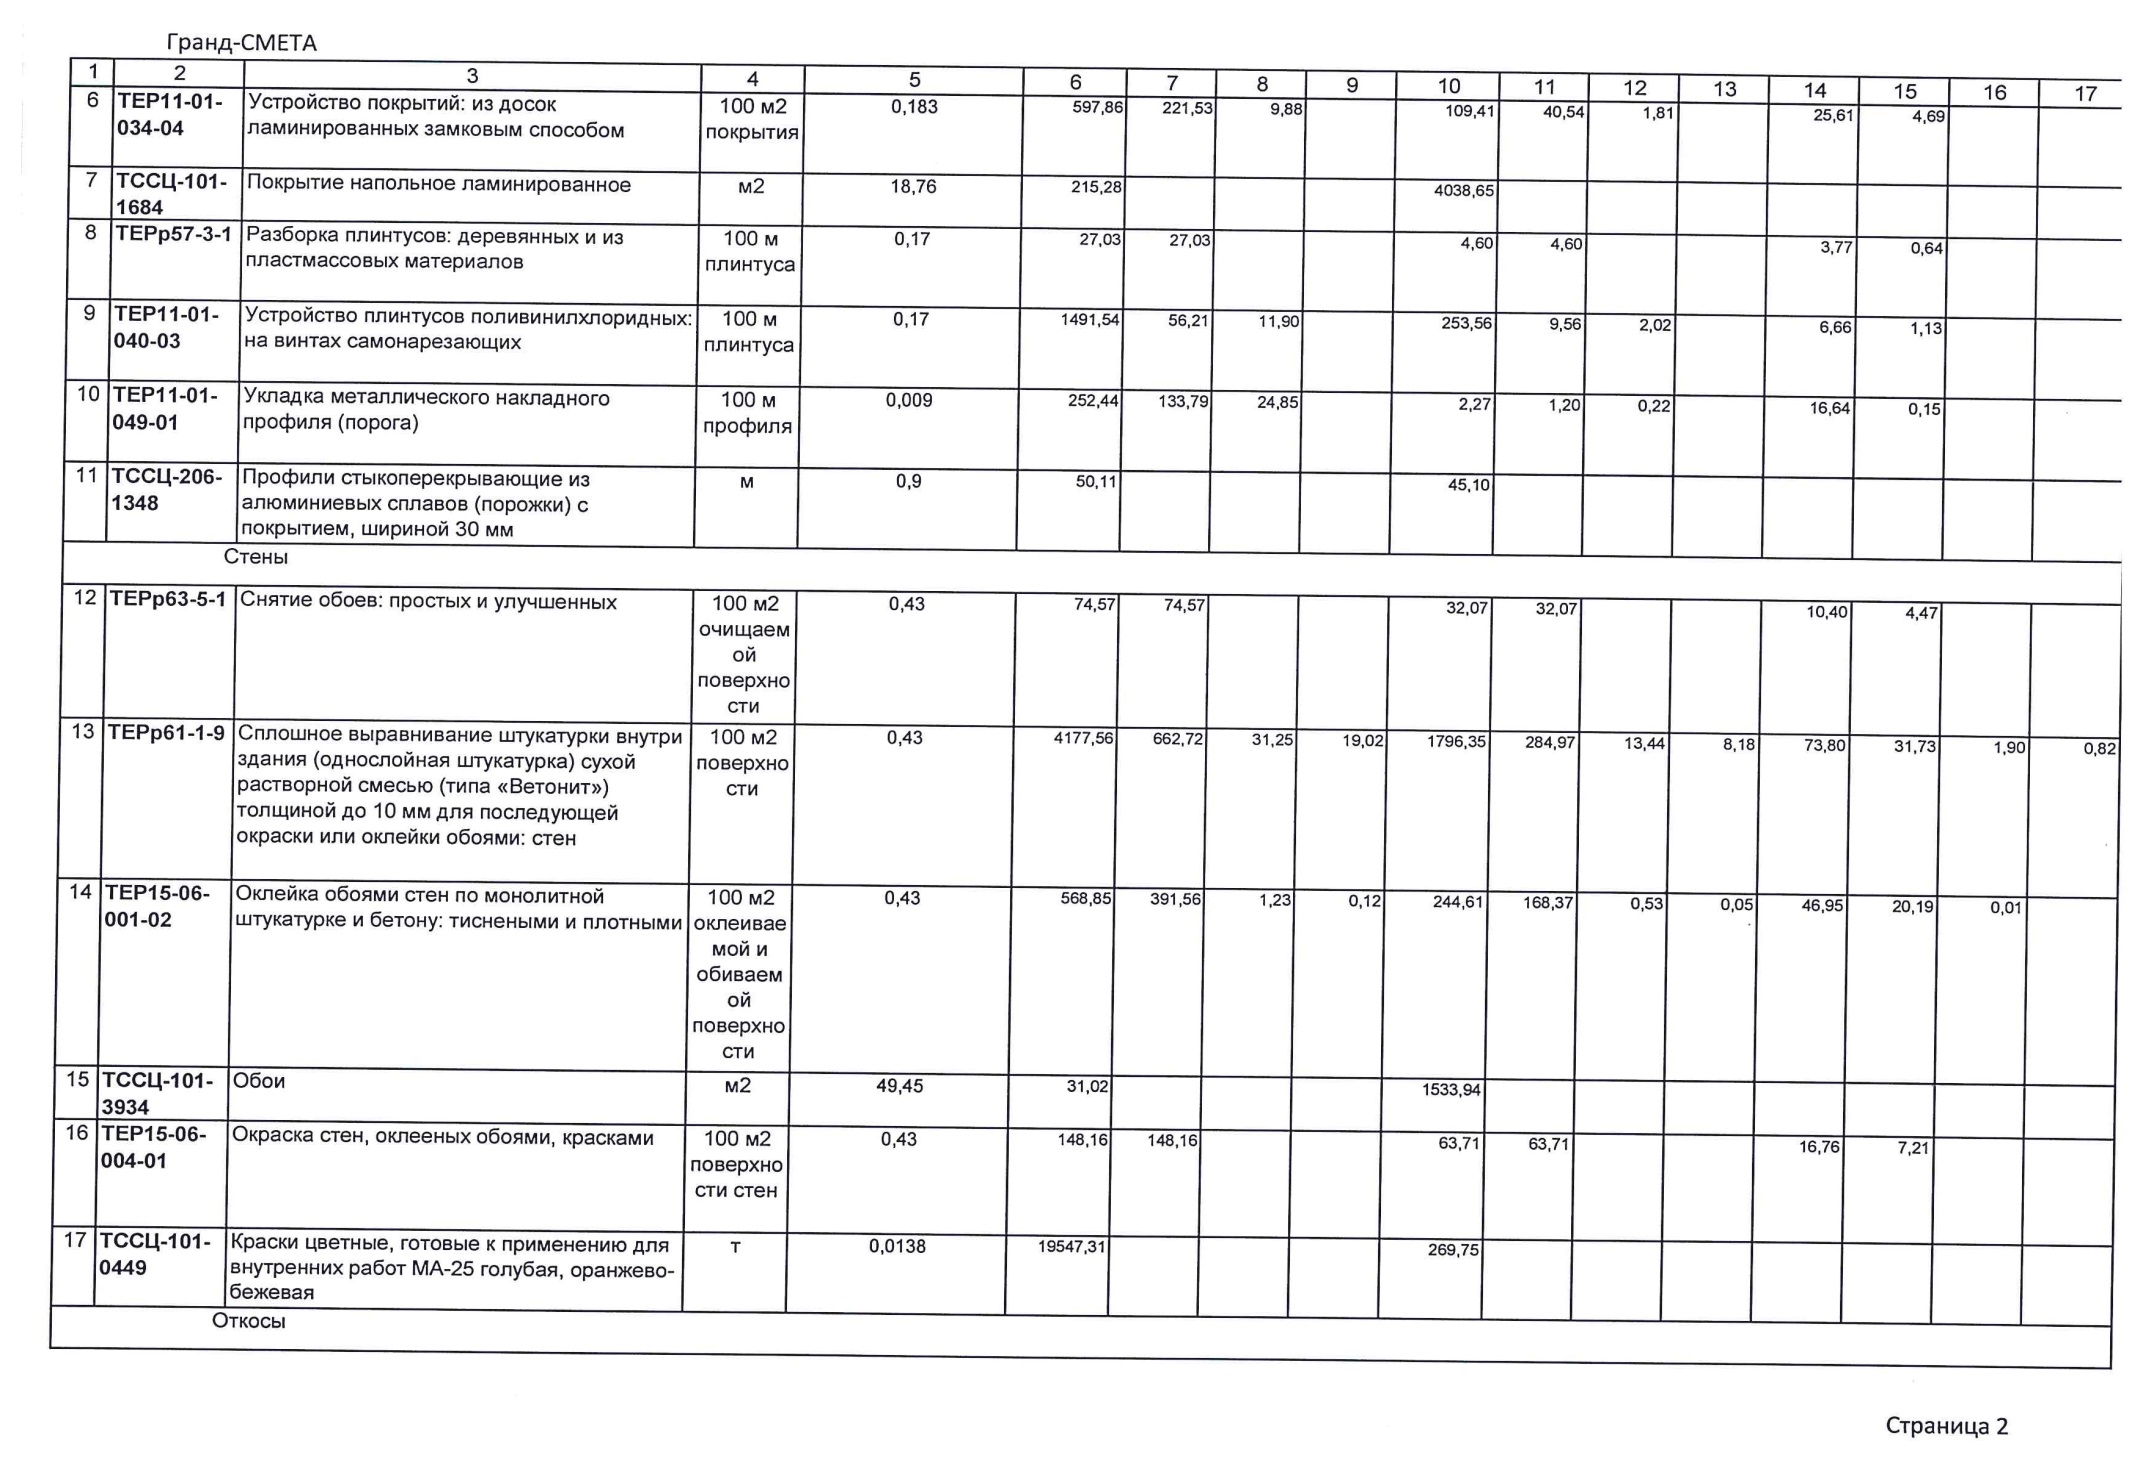 Гранд-СМЕТА
1 2 3 4 5 6 7 8 9 10 11 12 13 14 15 16 17
6 ТЕР11-01- Устройство покрытий: из досок 100 м2 0,183 597,86 221,53 9,88 109,41 40,54 1,81 25,61 4,69
034-04 ламинированных замковым способом покрытия
7 ТССЦ-101- Покрытие напольное ламинированное м2 18,76 215,28 4038,65
1684
8 ТЕРр57-3-1 Разборка плинтусов: деревянных и из 100 м 0,17 27,03 27,03 4,60 4,60 3,77 0,64
пластмассовых материалов плинтуса
9 ТЕР11-01- Устройство плинтусов поливинилхлоридных: 100 м 0,17 1491,54 56,21 11,90 253,56 9,56 2,02 6,66 1,13
040-03 на винтах самонарезающих плинтуса
10 ТЕР11-01- Укладка металлического накладного 100 м 0,009 252,44 133,79 24,85 2,27 1,20 0,22 16,64 0,15
049-01 профиля (порога) профиля
11 ТССЦ-206- Профили стыкоперекрывающие из м 0,9 50,11 45,10
1348 алюминиевых сплавов (порожки) с
покрытием, шириной 30 мм
Стены
12 ТЕРр63-5-1 Снятие обоев: простых и улучшенных 100 м2 0,43 74,57 74,57 32,07 32,07 10,40 4,47
очищаем
ой
поверхно
сти
13 ТЕРр61-1-9 Сплошное выравнивание штукатурки внутри 100 м2 0,43 4177,56 662,72 31,25 19,02 1796,35 284,97 13,44 8,18 73,80 31,73 1,90 0,82
здания (однослойная штукатурка) сухой поверхно
растворной смесью (типа «Ветонит») сти
толщиной до 10 мм для последующей
окраски или оклейки обоями: стен
14 ТЕР15-06- Оклейка обоями стен по монолитной 100 м2 0,43 568,85 391,56 1,23 0,12 244,61 168,37 0,53 0,05 46,95 20,19 0,01
001-02 штукатурке и бетону: тиснеными и плотными оклеивае
мой и
обиваем
ой
поверхно
сти
15 ТССЦ-101- Обои м2 49,45 31,02 1533,94
3934
16 ТЕР15-06- Окраска стен, оклееных обоями, красками 100 м2 0,43 148,16 148,16 63,71 63,71 16,76 7,21
004-01 поверхно
сти стен
17 ТССЦ-101- Краски цветные, готовые к применению для т 0,0138 19547,31 269,75
0449 внутренних работ МА-25 голубая, оранжево-
бежевая
Откосы
Страница 2